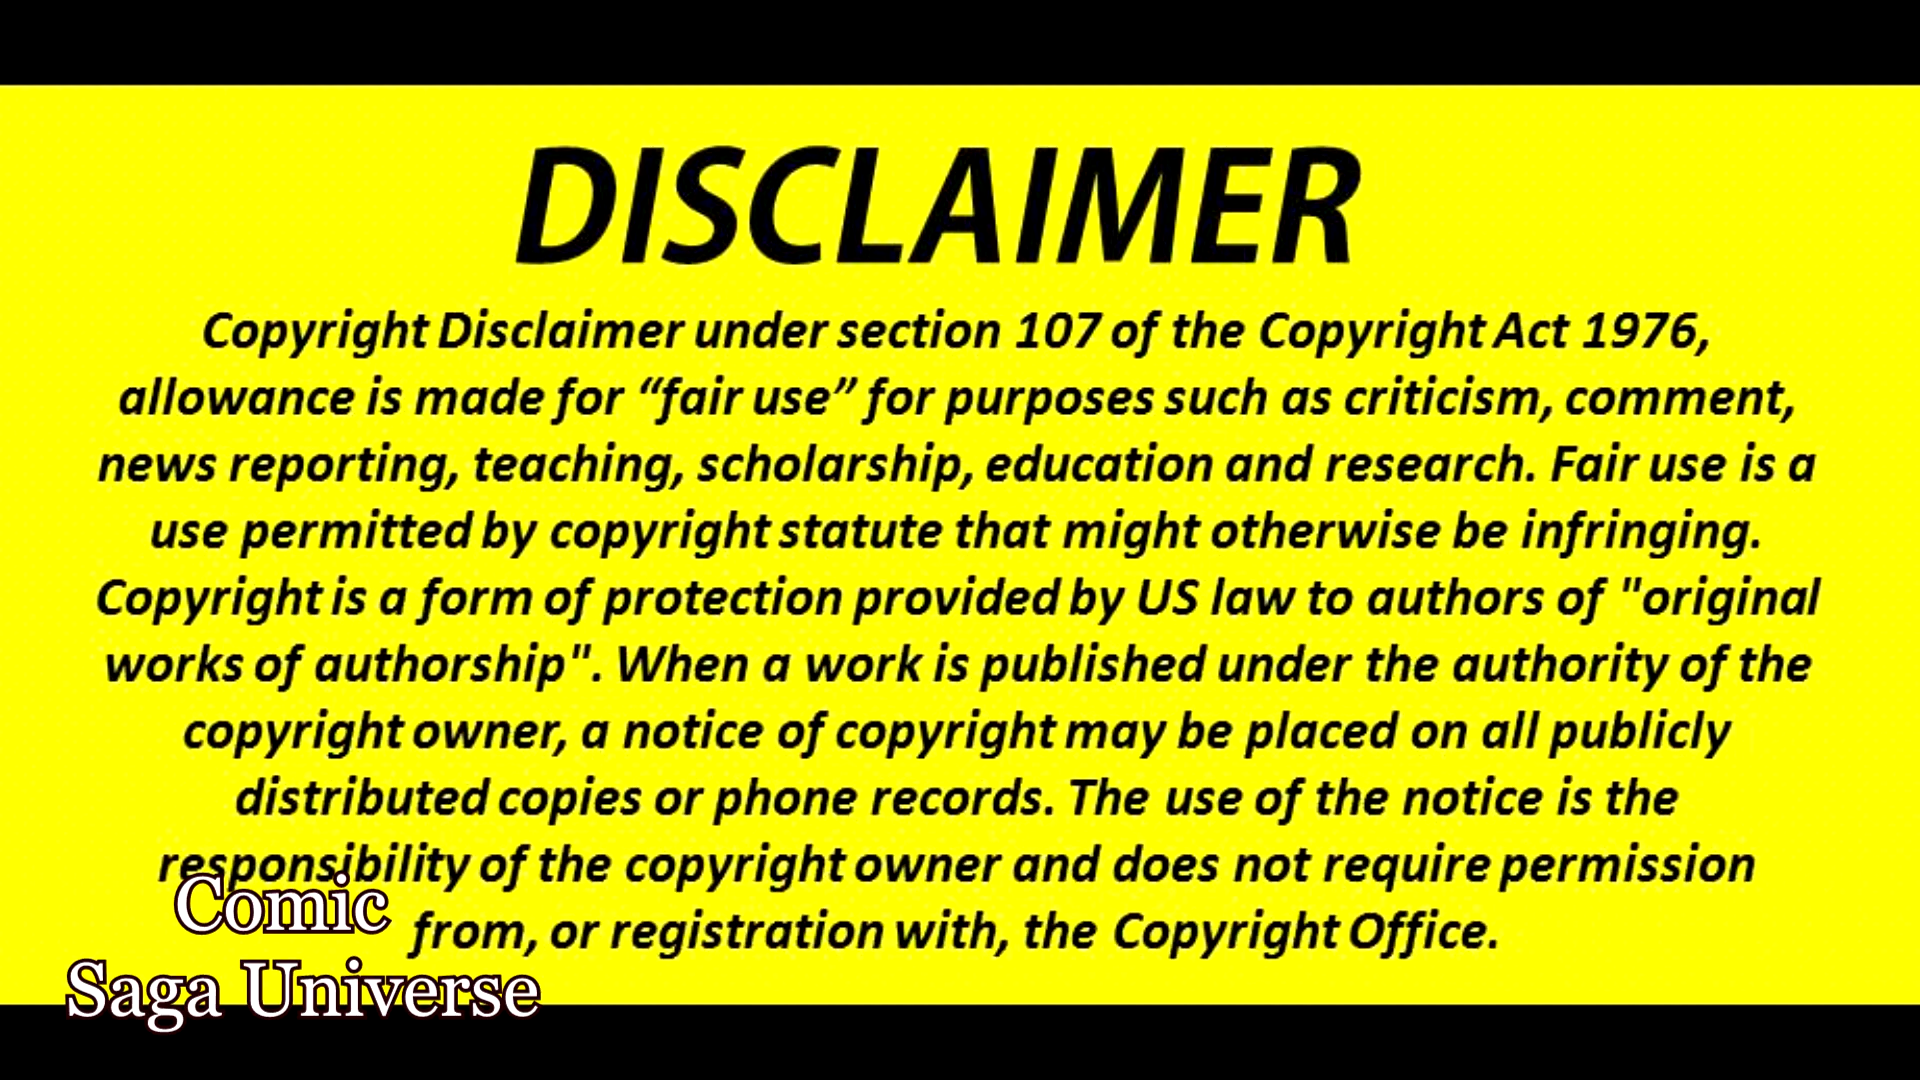 DISCLAIMER
Copyright Disclaimer under section 107 of the Copyright Act 1976,
allowance is made for “fair use” for purposes such as criticism, comment,
news reporting, teaching, scholarship, education and research. Fair use is a
use permitted by copyright statute that might otherwise be infringing.
Copyright is a form of protection provided by US law to authors of "original
works of authorship". When a work is published under the authority of the
copyright owner, a notice of copyright may be placed on all publicly
distributed copies or phone records. The use of the notice is the
responsibility of the copyright owner and does not require permission
from, or registration with, the Copyright Office.
Comic
Saga Universe